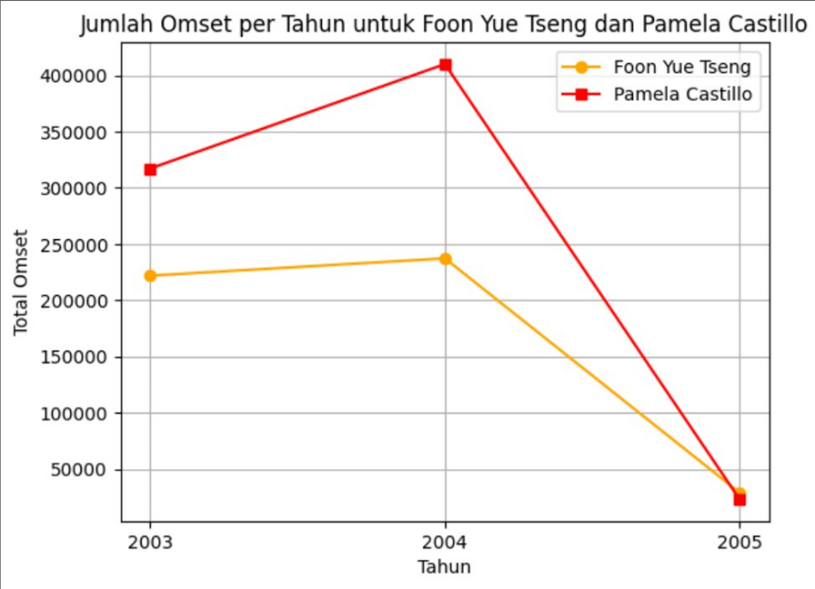 Jumlah Omset per Tahun untuk Foon Yue Tseng dan Pamela Castillo
Foon Yue Tseng
Pamela Castillo
400000
350000
300000
250000
200000
150000
100000
50000
Total Omset
2003
2004
2005
Tahun